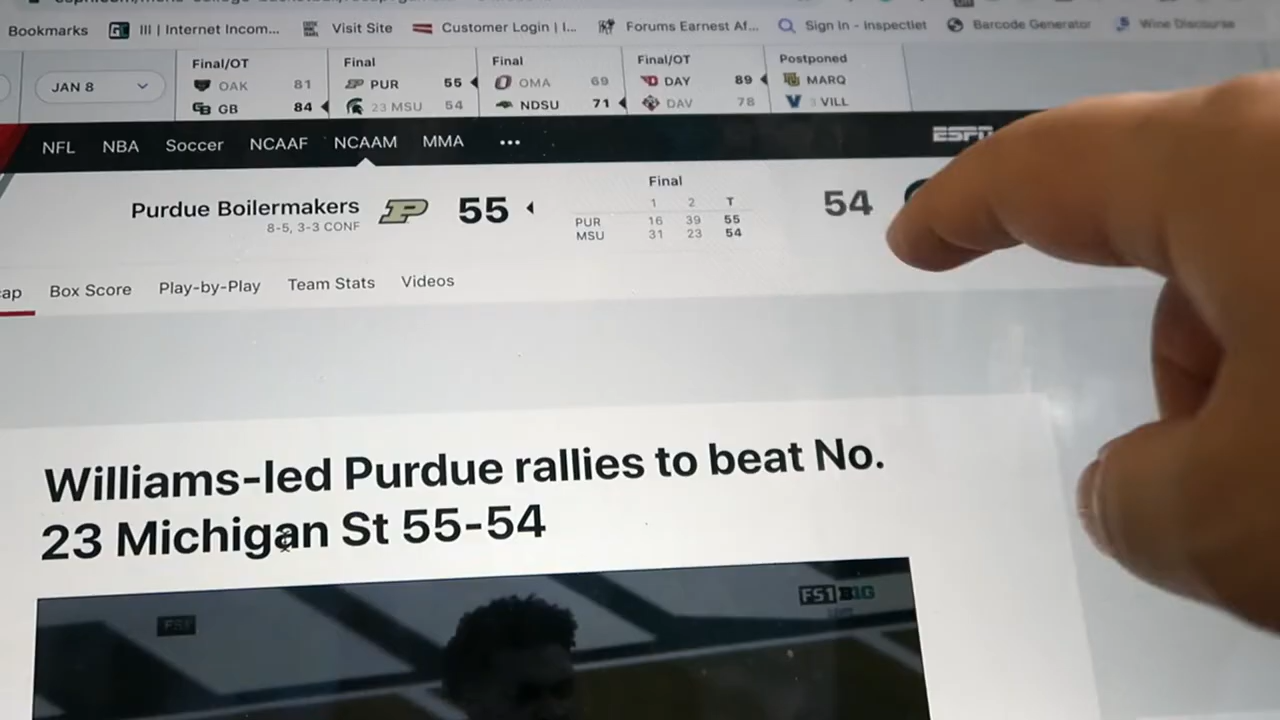 Bookmarks III | Internet Incom... Visit Site Customer Login | I... Forums Earnest Af... Sign In - Inspectlet Barcode Generator Wine Discourse
JAN 8
Final/OT
OAK 81
GB 84
Final
PUR 55
23 MSU 54
Final
OMA 69
NDSU 71
Final/OT
DAY 89
DAV 78
Postponed
MARQ
3 VILL
NFL NBA Soccer NCAAF NCAAM MMA ••• ESPN
Purdue Boilermakers P 55
8-5, 3-3 CONF
Final
1 2 T
PUR 16 39 55
MSU 31 23 54
54
ap Box Score Play-by-Play Team Stats Videos
Williams-led Purdue rallies to beat No.
23 Michigan St 55-54
FS1 B1G
FS1